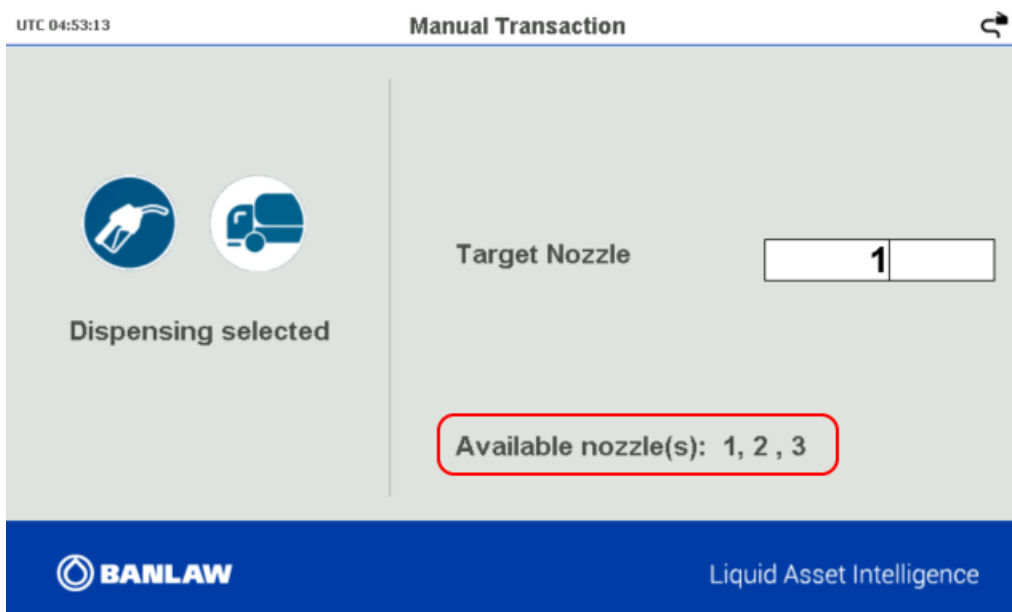 UTC 04:53:13
Manual Transaction
Target Nozzle
1
Dispensing selected
Available nozzle(s): 1, 2 , 3
BANLAW
Liquid Asset Intelligence